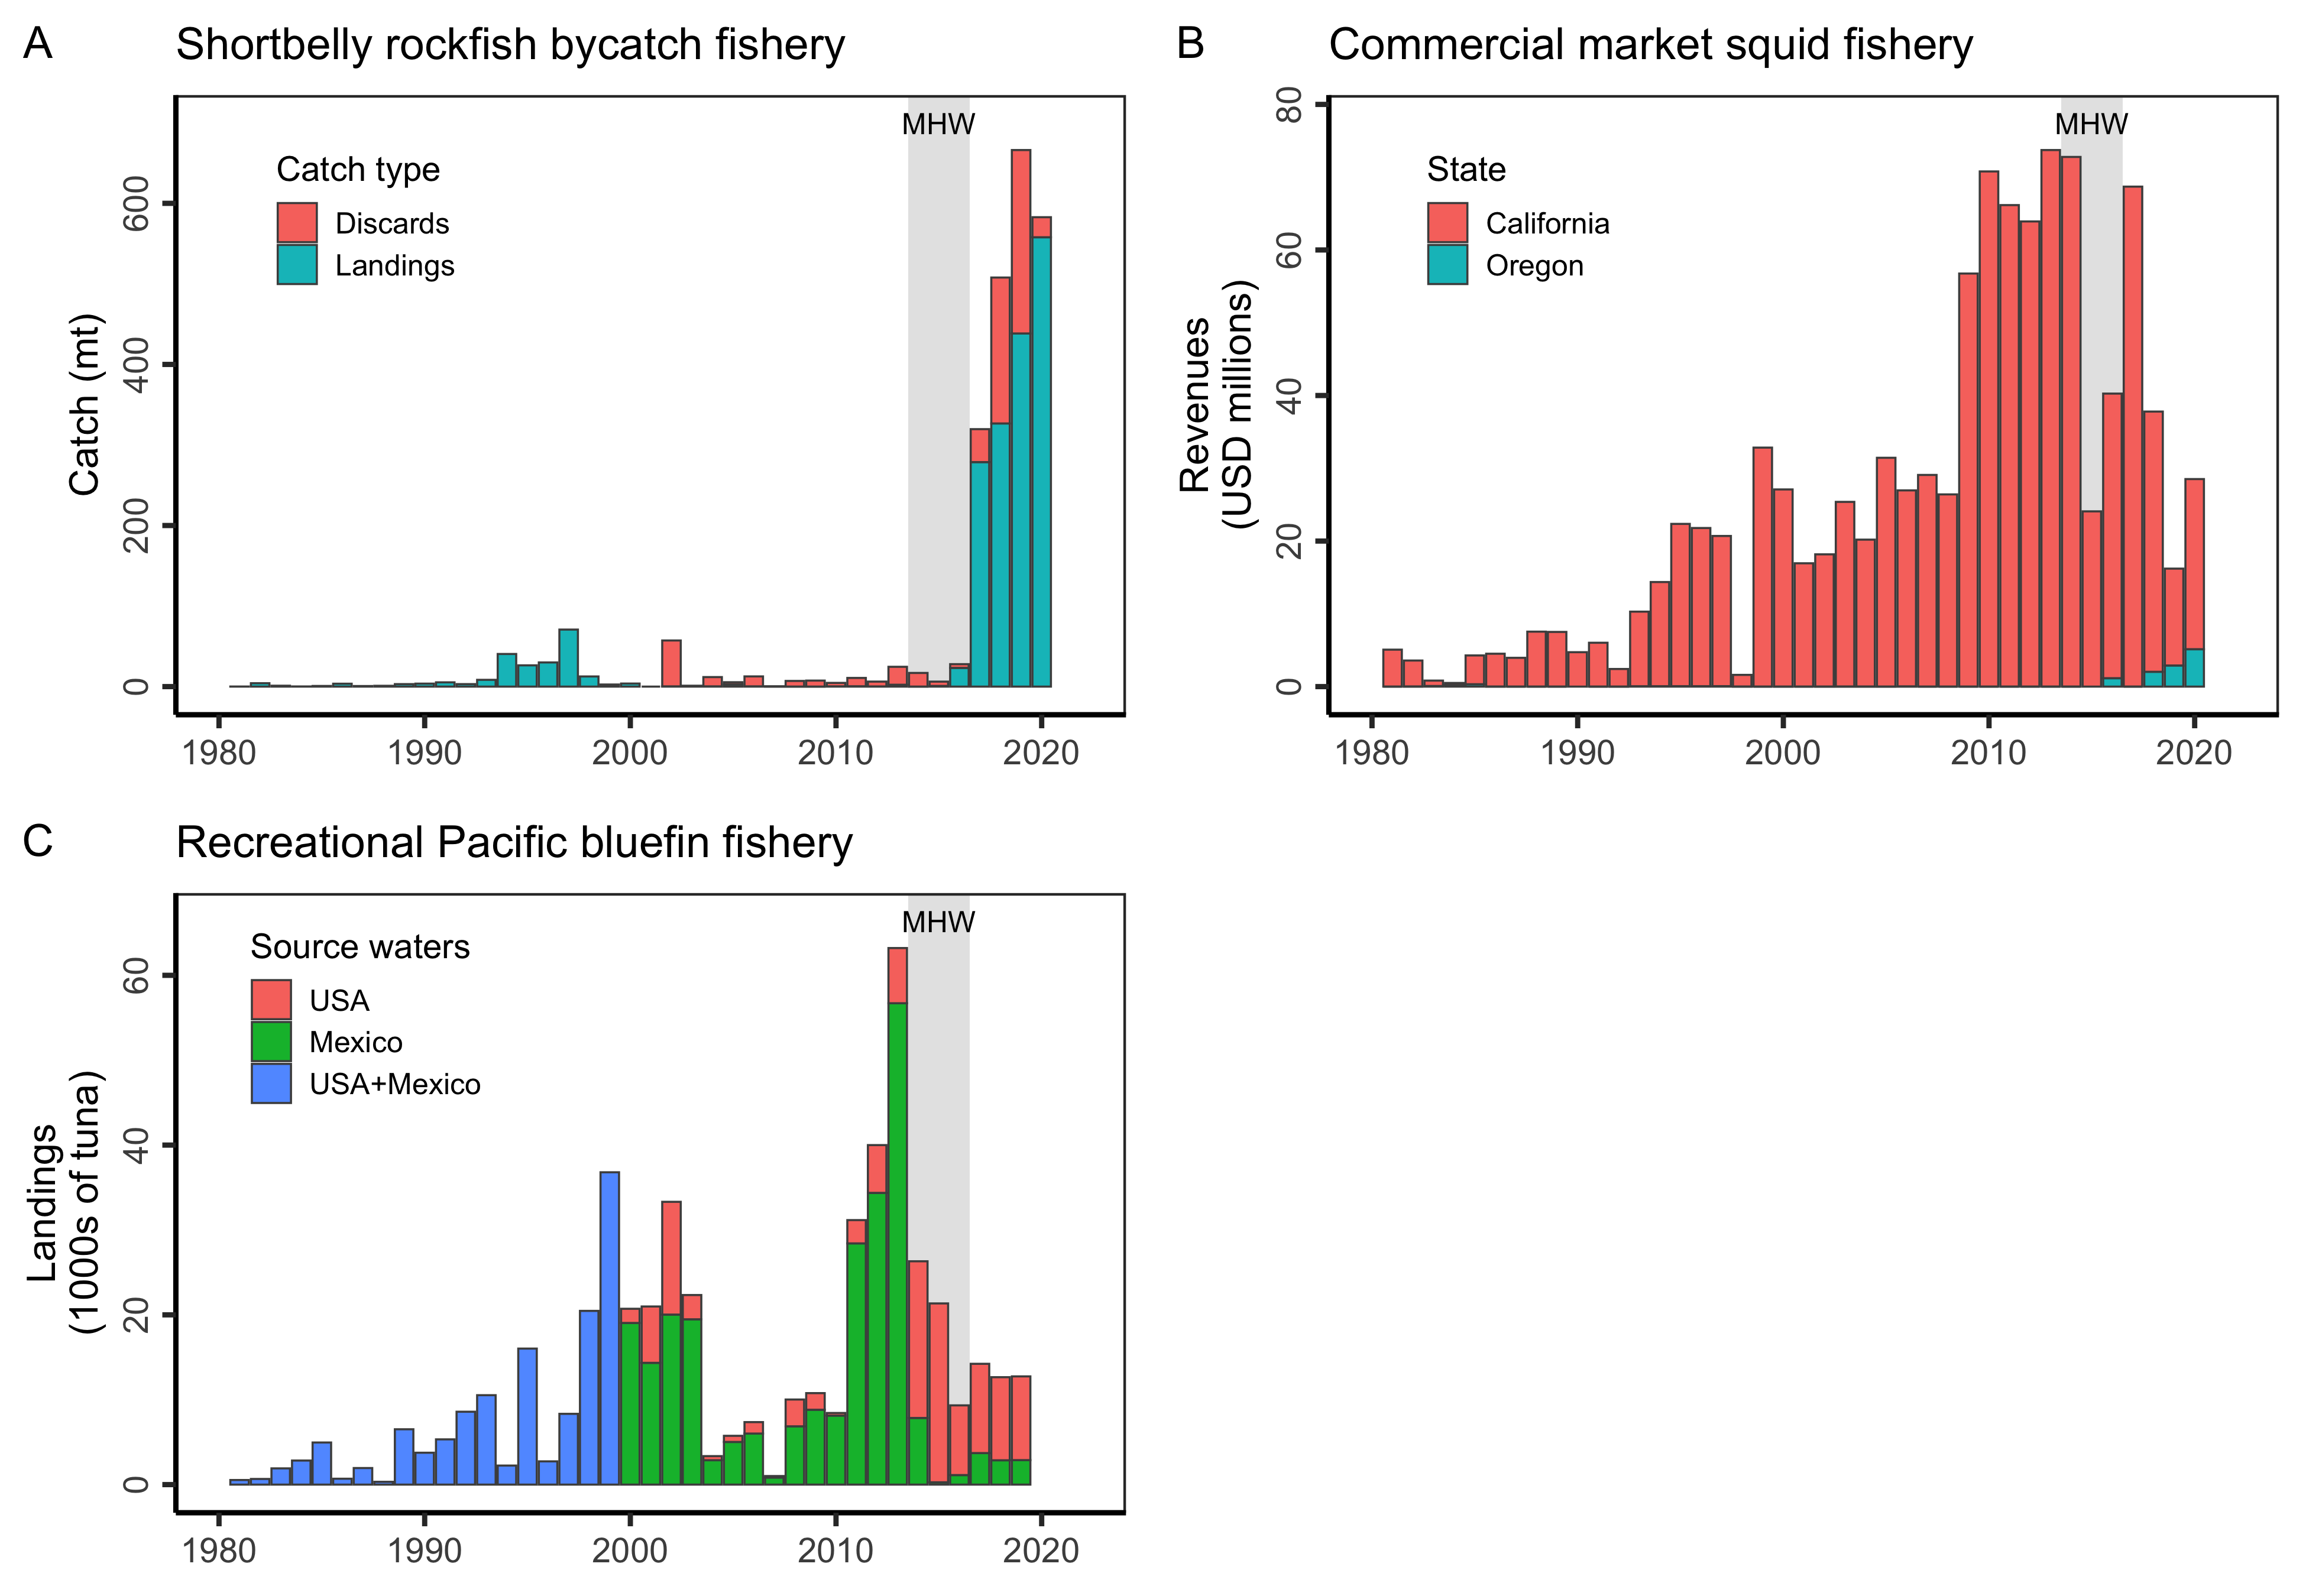 A
Shortbelly rockfish bycatch fishery
MHW
Catch type
Discards
Landings
Catch (mt)
600
400
200
0
1980
1990
2000
2010
2020
B
Commercial market squid fishery
MHW
State
California
Oregon
Revenues
(USD millions)
80
60
40
20
0
1980
1990
2000
2010
2020
C
Recreational Pacific bluefin fishery
MHW
Source waters
USA
Mexico
USA+Mexico
Landings
(1000s of tuna)
60
40
20
0
1980
1990
2000
2010
2020